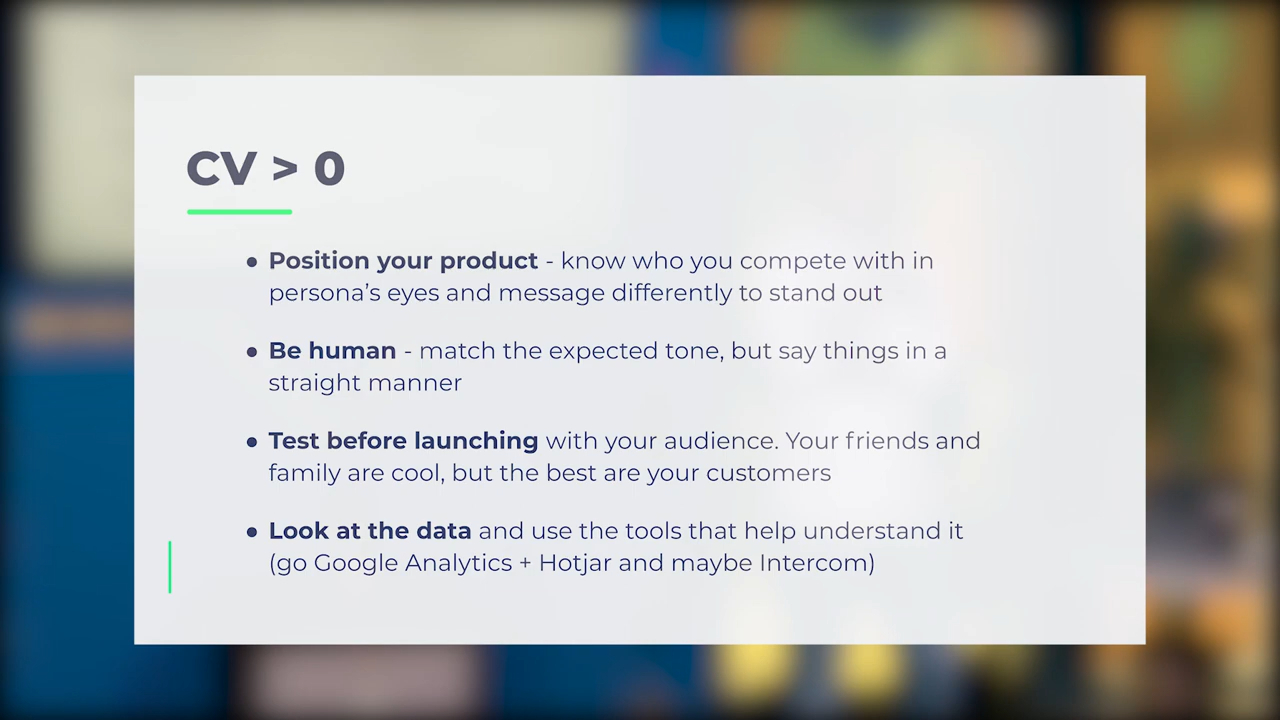 CV > 0
● Position your product - know who you compete with in
persona's eyes and message differently to stand out
● Be human - match the expected tone, but say things in a
straight manner
● Test before launching with your audience. Your friends and
family are cool, but the best are your customers
● Look at the data and use the tools that help understand it
(go Google Analytics + Hotjar and maybe Intercom)